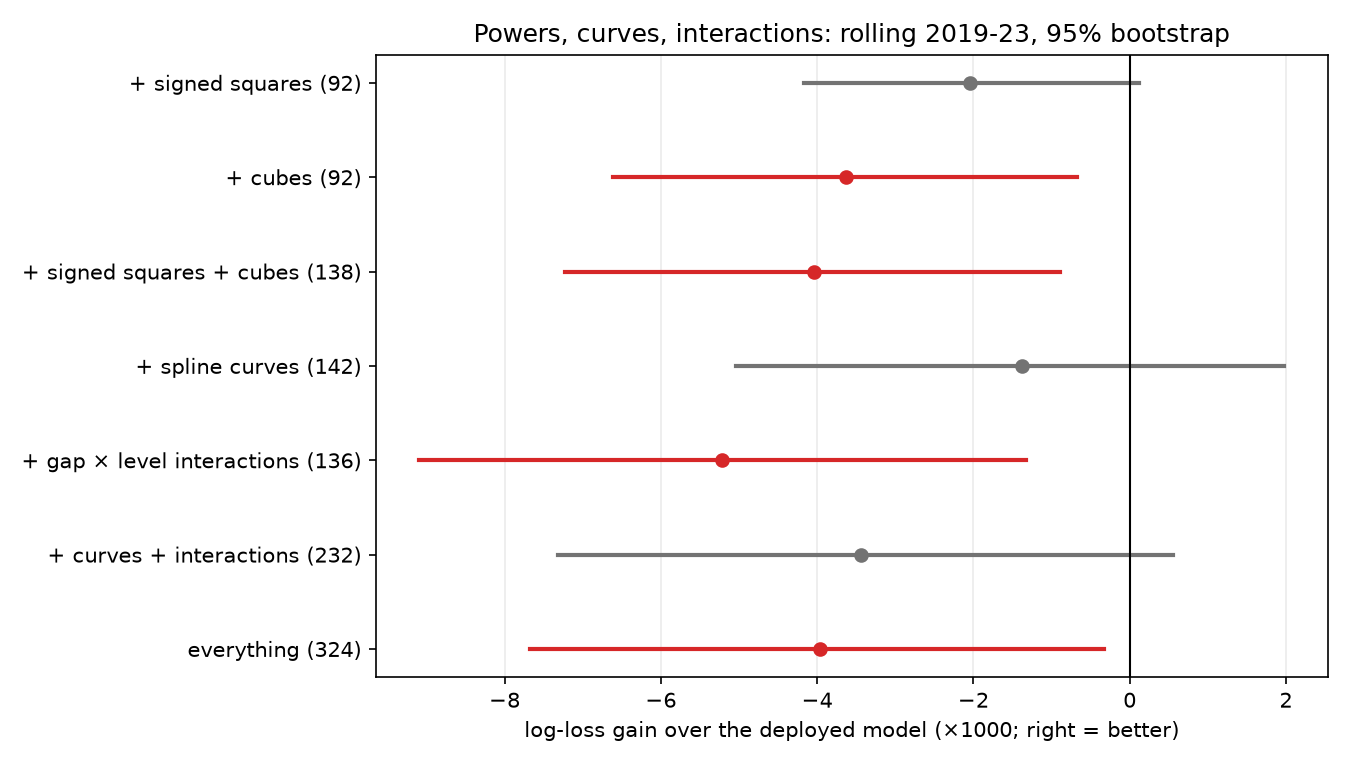 Powers, curves, interactions: rolling 2019-23, 95% bootstrap
+ signed squares (92)
+ cubes (92)
+ signed squares + cubes (138)
+ spline curves (142)
+ gap × level interactions (136)
+ curves + interactions (232)
everything (324)
−8 −6 −4 −2 0 2
log-loss gain over the deployed model (×1000; right = better)